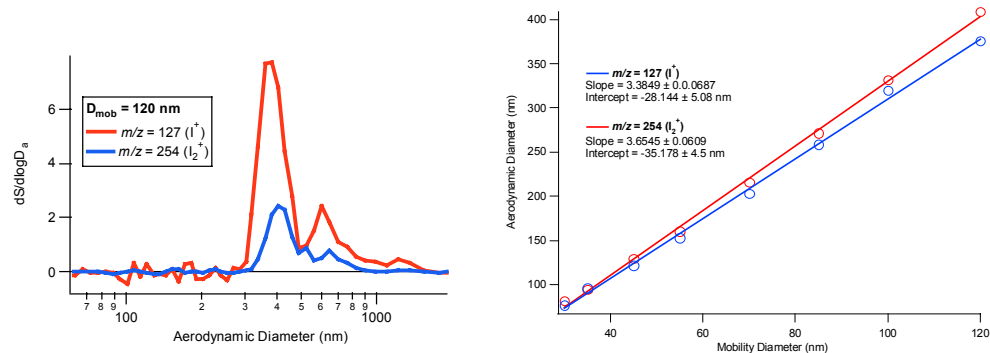 dS/dlogDa
6
4
2
0
Dmob = 120 nm
m/z = 127 (I+)
m/z = 254 (I2+)
7 8 9 100 2 3 4 5 6 7 8 9 1000
Aerodynamic Diameter (nm)
Aerodynamic Diameter (nm)
400
350
300
250
200
150
100
m/z = 127 (I+)
Slope = 3.3849 ± 0.0.0687
Intercept = -28.144 ± 5.08 nm
m/z = 254 (I2+)
Slope = 3.6545 ± 0.0609
Intercept = -35.178 ± 4.5 nm
40 60 80 100 120
Mobility Diameter (nm)